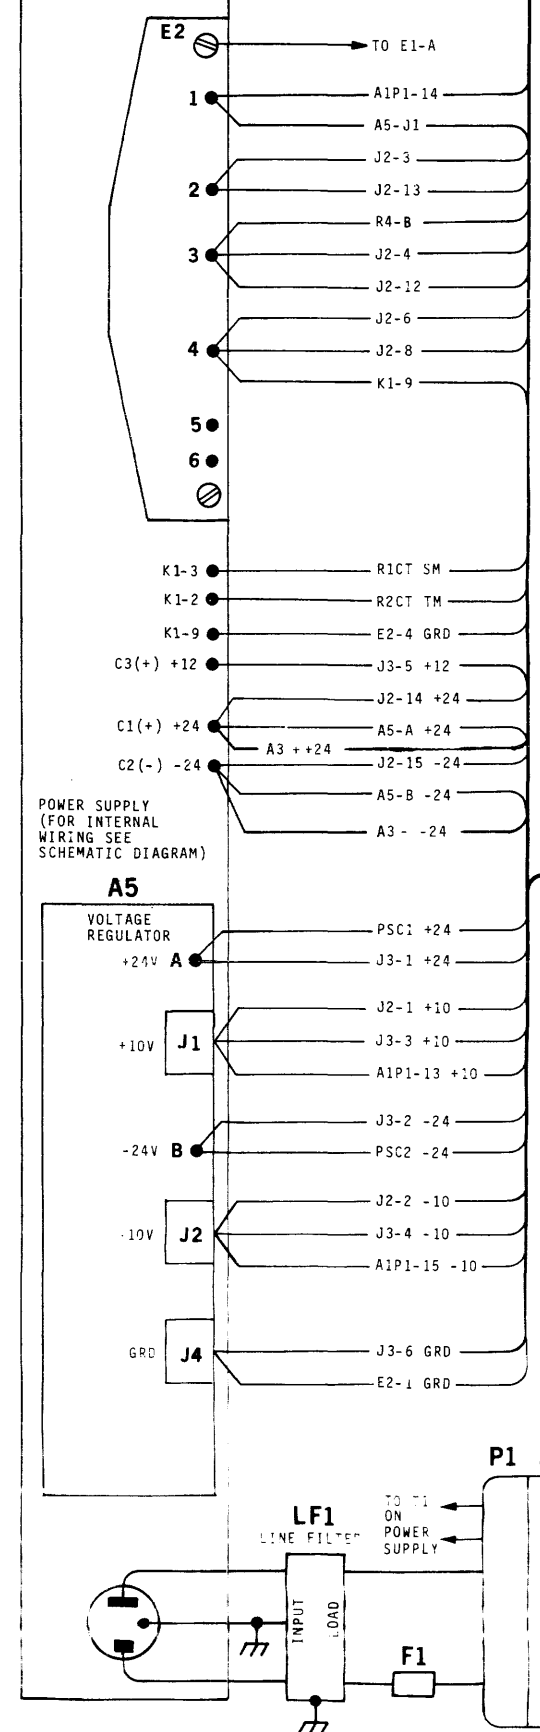 E2
TO E1-A
1
A1P1-14
A5-J1
J2-3
2
J2-13
R4-B
3
J2-4
J2-12
J2-6
4
J2-8
K1-9
5
6
K1-3
R1CT SM
K1-2
R2CT TM
K1-9
E2-4 GRD
C3(+) +12
J3-5 +12
J2-14 +24
C1(+) +24
A5-A +24
A3 + +24
C2(-) -24
J2-15 -24
A5-B -24
A3 - -24
POWER SUPPLY
(FOR INTERNAL
WIRING SEE
SCHEMATIC DIAGRAM)
A5
VOLTAGE
REGULATOR
PSC1 +24
+24V A
J3-1 +24
J2-1 +10
+10V J1
J3-3 +10
A1P1-13 +10
J3-2 -24
-24V B
PSC2 -24
J2-2 -10
-10V J2
J3-4 -10
A1P1-15 -10
GRD J4
J3-6 GRD
E2-1 GRD
P1
TO T1
ON
POWER
SUPPLY
LF1
LINE FILTER
INPUT
LOAD
F1